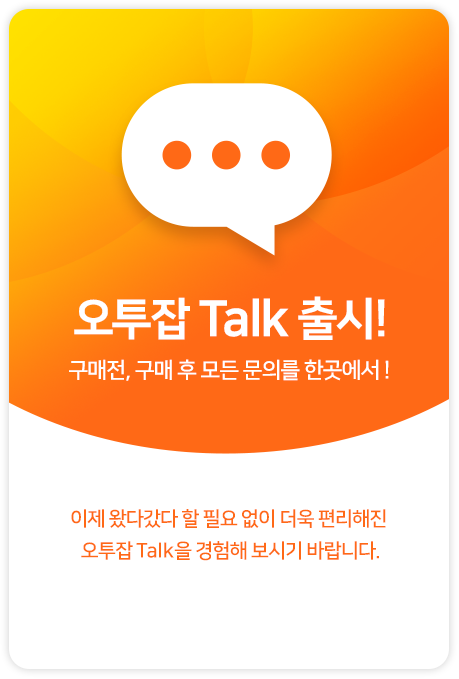 오투잡 Talk 출시!
구매전, 구매 후 모든 문의를 한곳에서 !
이제 왔다갔다 할 필요 없이 더욱 편리해진
오투잡 Talk을 경험해 보시기 바랍니다.